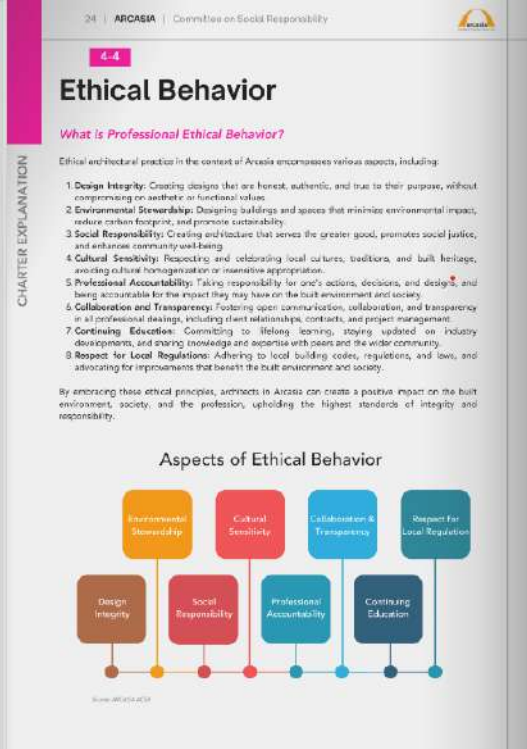 24 | ARCASIA | Committee on Social Responsibility
arcasia
4-4
Ethical Behavior
What is Professional Ethical Behavior?
CHARTER EXPLANATION
Ethical architectural practice in the context of Arcasia encompasses various aspects, including:
1. Design Integrity: Creating designs that are honest, authentic, and true to their purpose, without
compromising on aesthetic or functional values.
2. Environmental Stewardship: Designing buildings and spaces that minimize environmental impact,
reduce carbon footprint, and promote sustainability.
3. Social Responsibility: Creating architecture that serves the greater good, promotes social justice,
and enhances community well-being.
4. Cultural Sensitivity: Respecting and celebrating local cultures, traditions, and built heritage,
avoiding cultural homogenization or insensitive appropriation.
5. Professional Accountability: Taking responsibility for one's actions, decisions, and designs, and
being accountable for the impact they may have on the built environment and society.
6. Collaboration and Transparency: Fostering open communication, collaboration, and transparency
in all professional dealings, including client relationships, contracts, and project management.
7. Continuing Education: Committing to lifelong learning, staying updated on industry
developments, and sharing knowledge and expertise with peers and the wider community.
8. Respect for Local Regulations: Adhering to local building codes, regulations, and laws, and
advocating for improvements that benefit the built environment and society.
By embracing these ethical principles, architects in Arcasia can create a positive impact on the built
environment, society, and the profession, upholding the highest standards of integrity and
responsibility.
Aspects of Ethical Behavior
Environmental
Stewardship
Cultural
Sensitivity
Collaboration &
Transparency
Respect for
Local Regulation
Design
Integrity
Social
Responsibility
Professional
Accountability
Continuing
Education
Source: ARCASIA ACSR